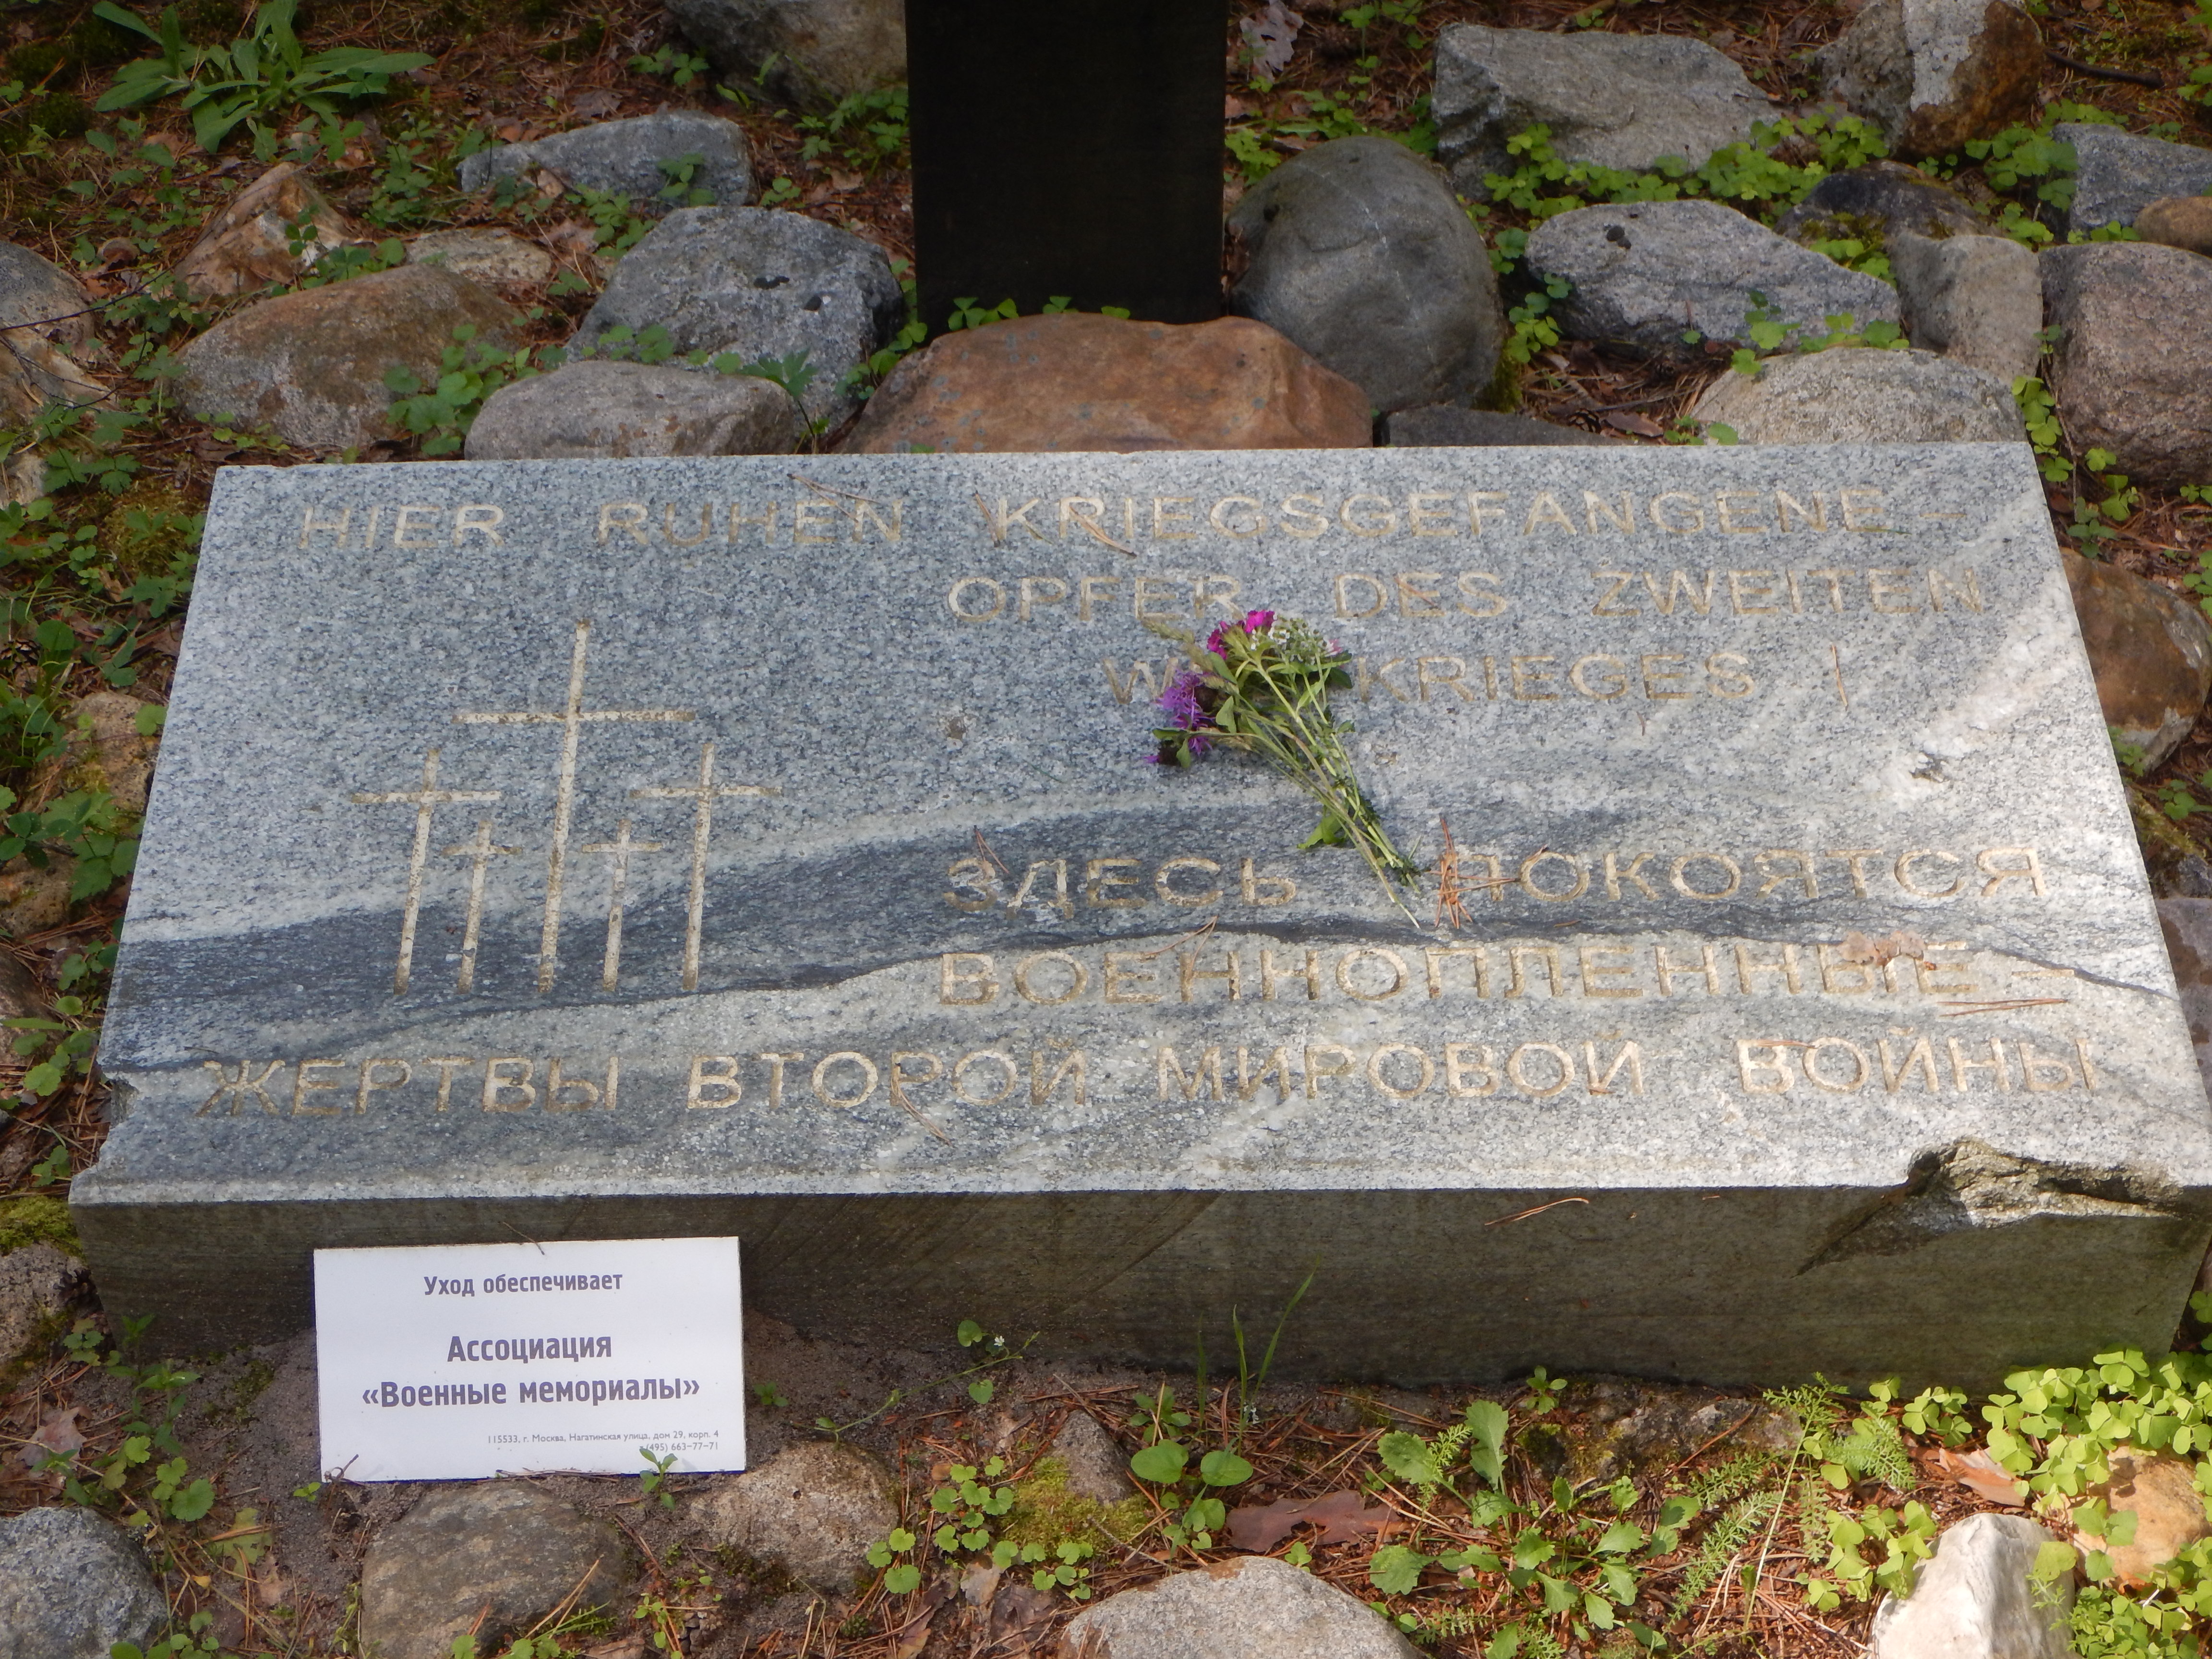 HIER RUHEN KRIEGSGEFANGENE –
OPFER DES ZWEITEN
KRIEGES !
ЗДЕСЬ ПОКОЯТСЯ
ВОЕННОПЛЕННЫЕ –
ЖЕРТВЫ ВТОРОЙ МИРОВОЙ ВОЙНЫ
Уход обеспечивает
Ассоциация
«Военные мемориалы»
115533, г. Москва, Нагатинская улица, дом 29, корп. 4
(495) 663-77-71